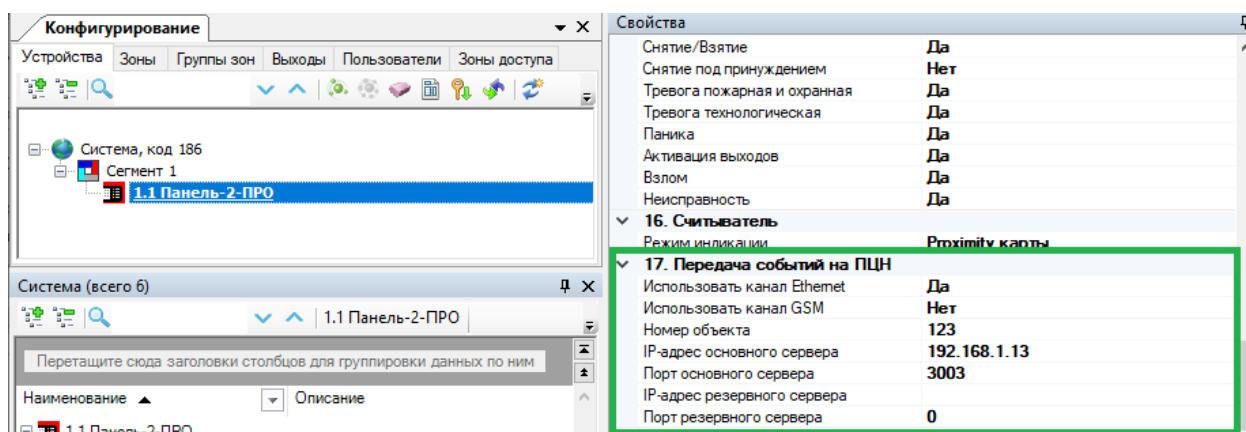 Конфигурирование
Устройства Зоны Группы зон Выходы Пользователи Зоны доступа
Система, код 186
Сегмент 1
1.1 Панель-2-ПРО
Система (всего 6)
1.1 Панель-2-ПРО
Перетащите сюда заголовки столбцов для группировки данных по ним
Наименование Описание
1.1 Панель-2-ПРО
Свойства
Снятие/Взятие Да
Снятие под принуждением Нет
Тревога пожарная и охранная Да
Тревога технологическая Да
Паника Да
Активация выходов Да
Взлом Да
Неисправность Да
16. Считыватель
Режим индикации Proximity карты
17. Передача событий на ПЦН
Использовать канал Ethernet Да
Использовать канал GSM Нет
Номер объекта 123
IP-адрес основного сервера 192.168.1.13
Порт основного сервера 3003
IP-адрес резервного сервера
Порт резервного сервера 0